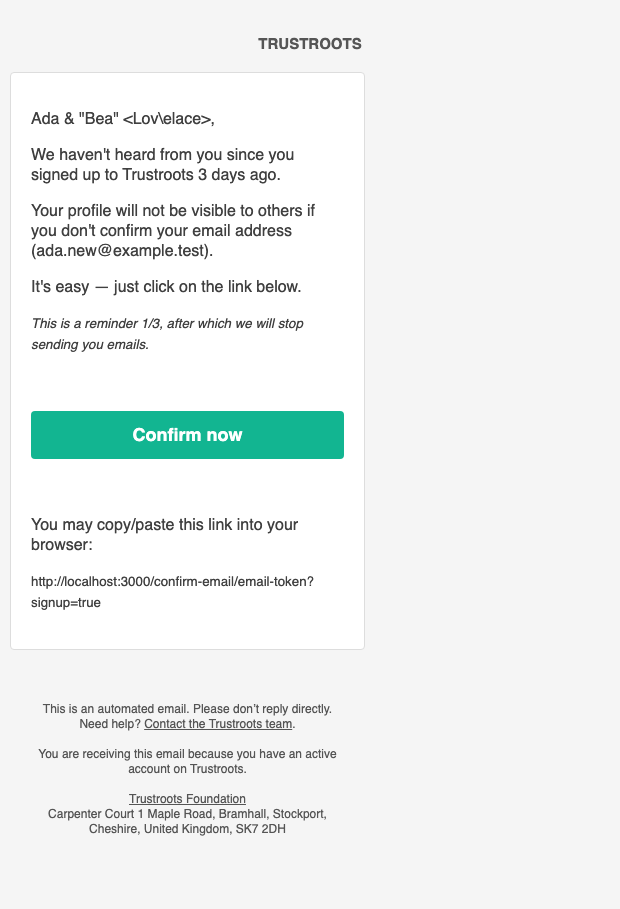 TRUSTROOTS
Ada & "Bea" <Lov\elace>,
We haven't heard from you since you
signed up to Trustroots 3 days ago.
Your profile will not be visible to others if
you don't confirm your email address
(ada.new@example.test).
It's easy — just click on the link below.
This is a reminder 1/3, after which we will stop
sending you emails.
Confirm now
You may copy/paste this link into your
browser:
http://localhost:3000/confirm-email/email-token?
signup=true
This is an automated email. Please don’t reply directly.
Need help? Contact the Trustroots team.
You are receiving this email because you have an active
account on Trustroots.
Trustroots Foundation
Carpenter Court 1 Maple Road, Bramhall, Stockport,
Cheshire, United Kingdom, SK7 2DH